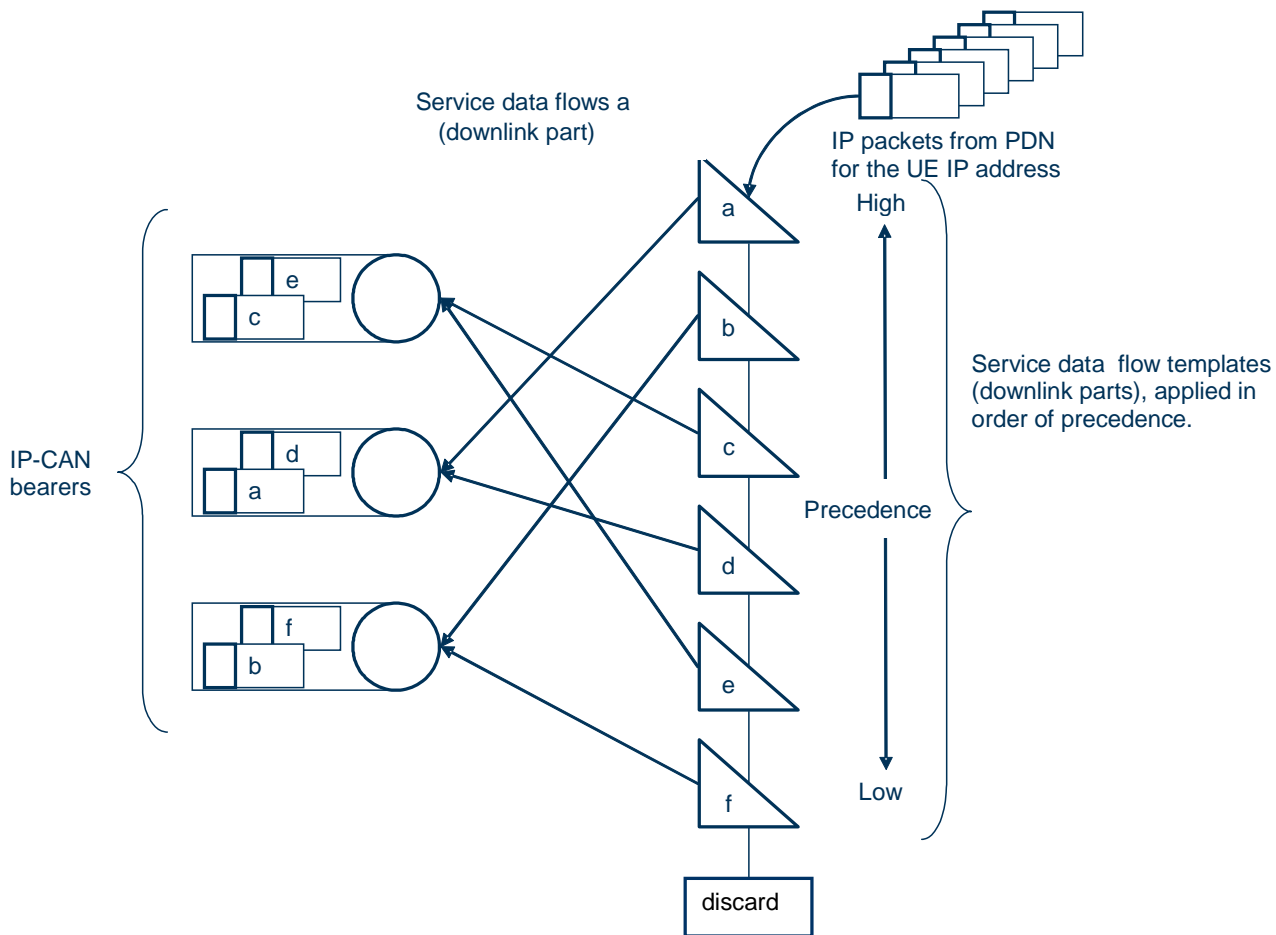 Service data flows a
(downlink part)
IP packets from PDN
for the UE IP address
High
a
e
c
b
Service data flow templates
(downlink parts), applied in
order of precedence.
c
IP-CAN
bearers
d
a
Precedence
d
f
b
e
Low
f
discard